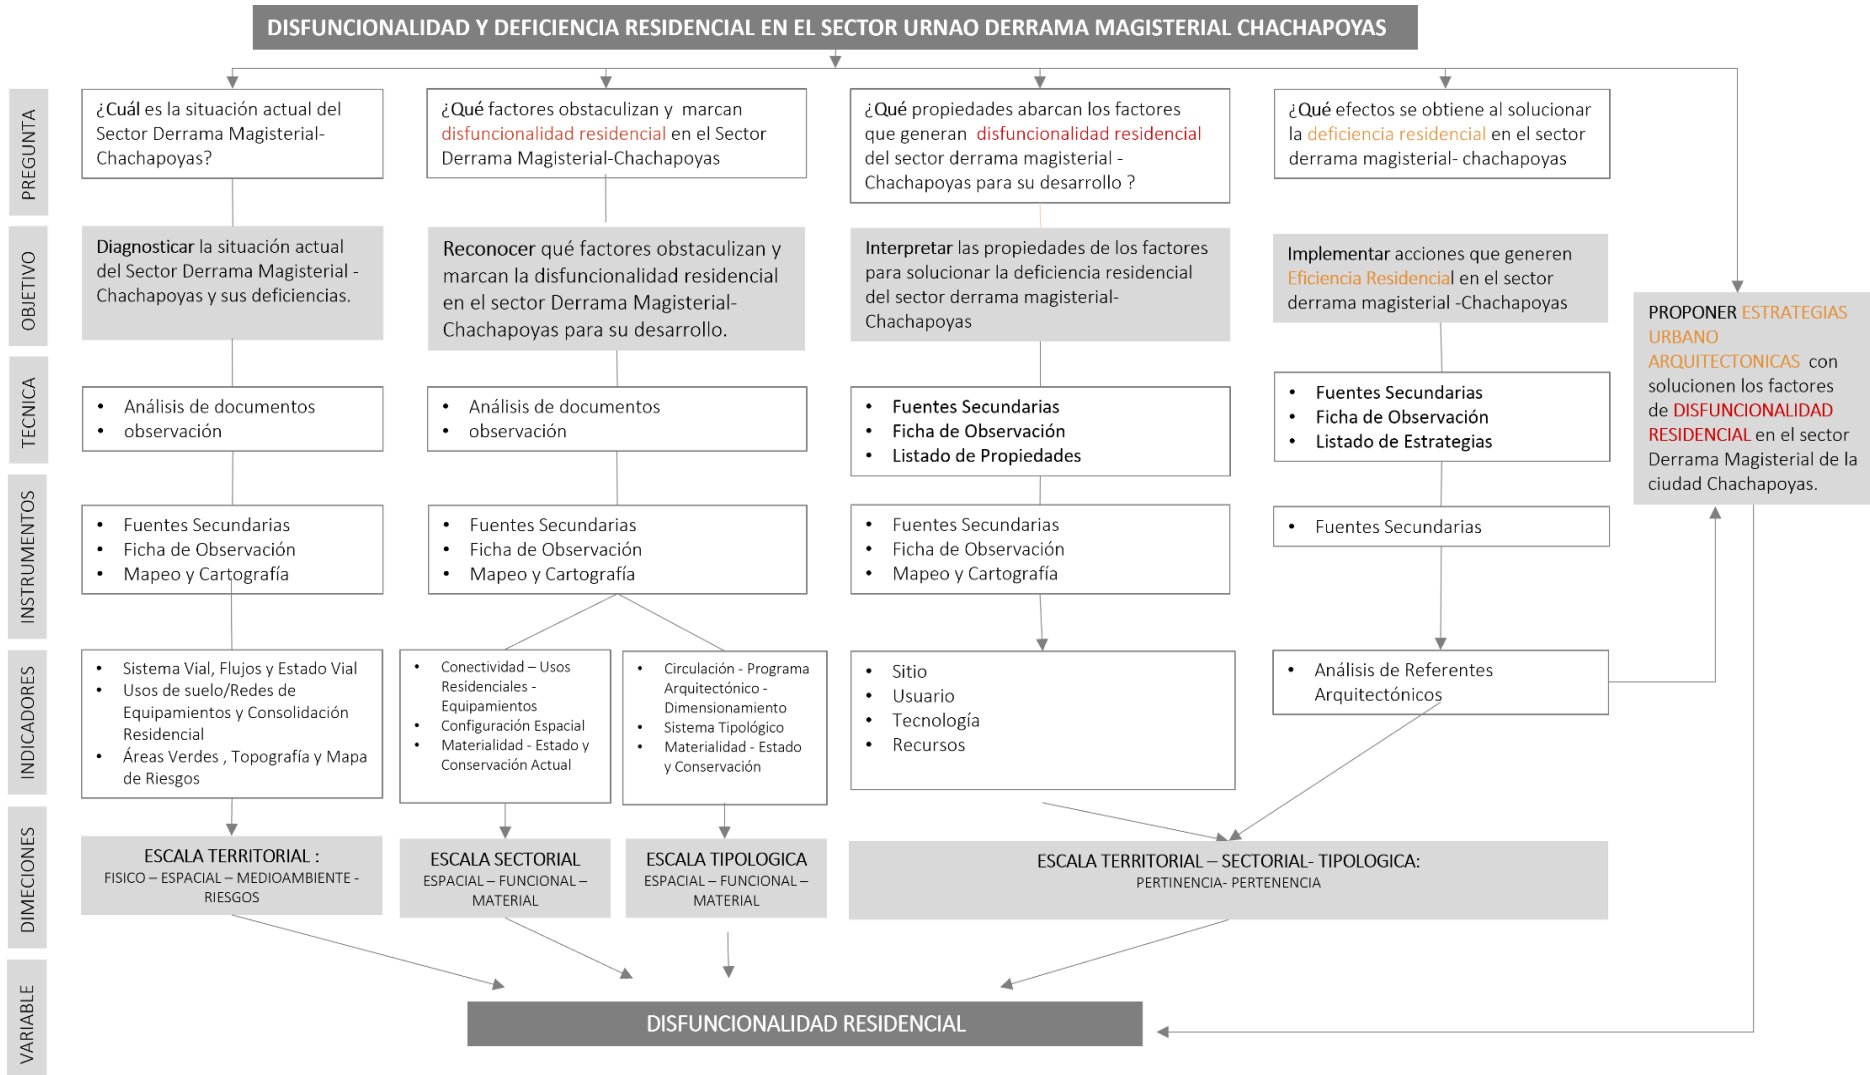 DISFUNCIONALIDAD Y DEFICIENCIA RESIDENCIAL EN EL SECTOR URNAO DERRAMA MAGISTERIAL CHACHAPOYAS
PREGUNTA
¿Cuál es la situación actual del
Sector Derrama Magisterial-
Chachapoyas?
¿Qué factores obstaculizan y marcan
disfuncionalidad residencial en el Sector
Derrama Magisterial-Chachapoyas
¿Qué propiedades abarcan los factores
que generan disfuncionalidad residencial
del sector derrama magisterial -
Chachapoyas para su desarrollo ?
¿Qué efectos se obtiene al solucionar
la deficiencia residencial en el sector
derrama magisterial- chachapoyas
OBJETIVO
Diagnosticar la situación actual
del Sector Derrama Magisterial -
Chachapoyas y sus deficiencias.
Reconocer qué factores obstaculizan y
marcan la disfuncionalidad residencial
en el sector Derrama Magisterial-
Chachapoyas para su desarrollo.
Interpretar las propiedades de los factores
para solucionar la deficiencia residencial
del sector derrama magisterial-
Chachapoyas
Implementar acciones que generen
Eficiencia Residencial en el sector
derrama magisterial -Chachapoyas
PROPONER ESTRATEGIAS
URBANO
ARQUITECTONICAS con
solucionen los factores
de DISFUNCIONALIDAD
RESIDENCIAL en el sector
Derrama Magisterial de la
ciudad Chachapoyas.
TECNICA
• Análisis de documentos
• observación
• Análisis de documentos
• observación
• Fuentes Secundarias
• Ficha de Observación
• Listado de Propiedades
• Fuentes Secundarias
• Ficha de Observación
• Listado de Estrategias
INSTRUMENTOS
• Fuentes Secundarias
• Ficha de Observación
• Mapeo y Cartografía
• Fuentes Secundarias
• Ficha de Observación
• Mapeo y Cartografía
• Fuentes Secundarias
• Ficha de Observación
• Mapeo y Cartografía
• Fuentes Secundarias
INDICADORES
• Sistema Vial, Flujos y Estado Vial
• Usos de suelo/Redes de
Equipamientos y Consolidación
Residencial
• Áreas Verdes , Topografía y Mapa
de Riesgos
• Conectividad – Usos
Residenciales -
Equipamientos
• Configuración Espacial
• Materialidad - Estado y
Conservación Actual
• Circulación - Programa
Arquitectónico -
Dimensionamiento
• Sistema Tipológico
• Materialidad - Estado
y Conservación
• Sitio
• Usuario
• Tecnología
• Recursos
• Análisis de Referentes
Arquitectónicos
DIMECIONES
ESCALA TERRITORIAL :
FISICO – ESPACIAL – MEDIOAMBIENTE -
RIESGOS
ESCALA SECTORIAL
ESPACIAL – FUNCIONAL –
MATERIAL
ESCALA TIPOLOGICA
ESPACIAL – FUNCIONAL –
MATERIAL
ESCALA TERRITORIAL – SECTORIAL- TIPOLOGICA:
PERTINENCIA- PERTENENCIA
VARIABLE
DISFUNCIONALIDAD RESIDENCIAL